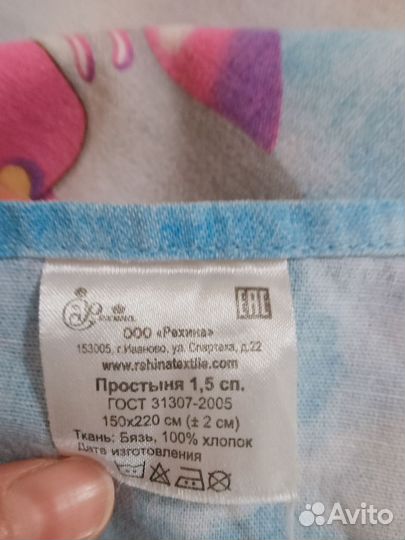 EAC
ООО «Рехина»
153005, г.Иваново, ул. Спартака, д.22
www.rehinatextile.com
Простыня 1,5 сп.
ГОСТ 31307-2005
150х220 см (± 2 см)
Ткань: Бязь, 100% хлопок
Дата изготовления
Avito